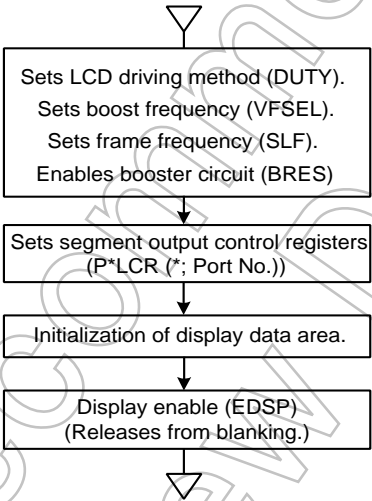 Sets LCD driving method (DUTY).
Sets boost frequency (VFSEL).
Sets frame frequency (SLF).
Enables booster circuit (BRES)
Sets segment output control registers
(P*LCR (*; Port No.))
Initialization of display data area.
Display enable (EDSP)
(Releases from blanking.)